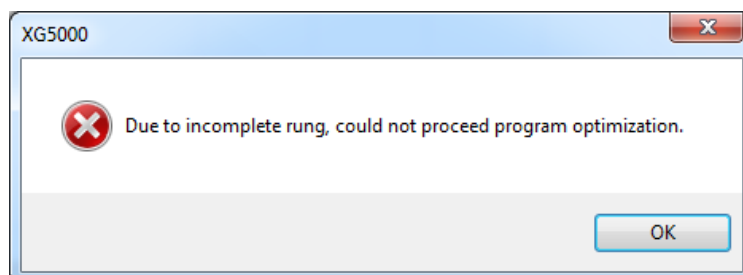 XG5000
Due to incomplete rung, could not proceed program optimization.
OK